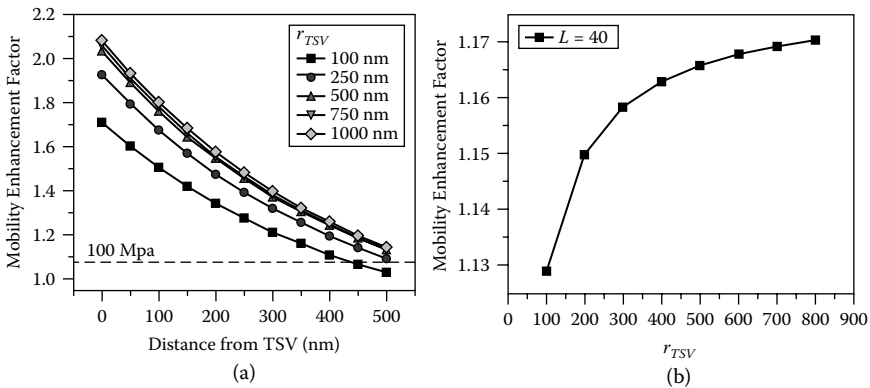 2.2
2.0
1.8
1.6
1.4
1.2
1.0
Mobility Enhancement Factor
r_TSV
100 nm
250 nm
500 nm
750 nm
1000 nm
100 Mpa
0 100 200 300 400 500
Distance from TSV (nm)
(a)
1.17
1.16
1.15
1.14
1.13
Mobility Enhancement Factor
L = 40
0 100 200 300 400 500 600 700 800 900
r_TSV
(b)